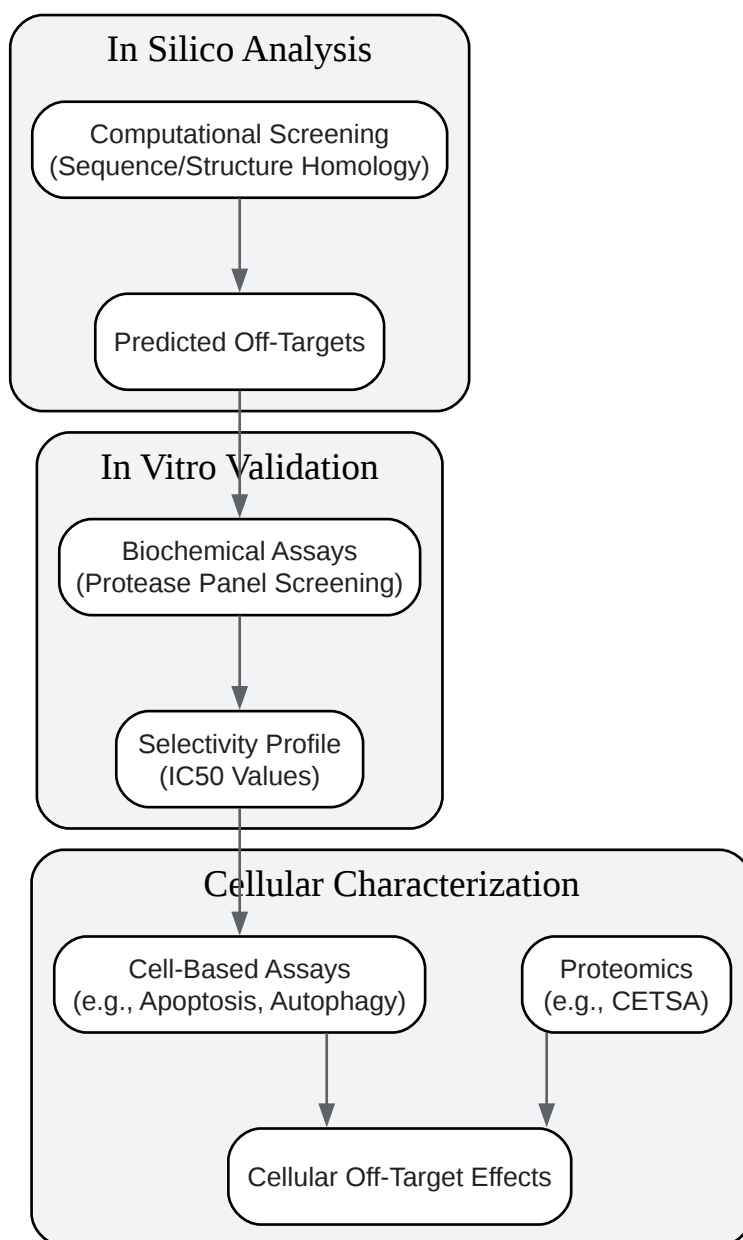 In Silico Analysis
Computational Screening
(Sequence/Structure Homology)
Predicted Off-Targets
In Vitro Validation
Biochemical Assays
(Protease Panel Screening)
Selectivity Profile
(IC50 Values)
Cellular Characterization
Cell-Based Assays
(e.g., Apoptosis, Autophagy)
Proteomics
(e.g., CETSA)
Cellular Off-Target Effects